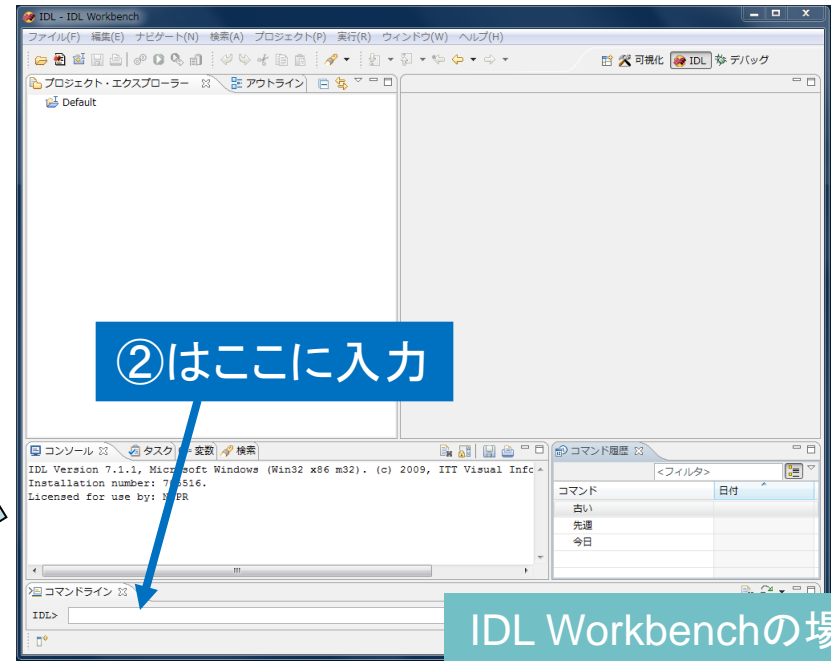 IDL - IDL Workbench
ファイル(F) 編集(E) ナビゲート(N) 検索(A) プロジェクト(P) 実行(R) ウィンドウ(W) ヘルプ(H)
可視化 IDL デバッグ
プロジェクト・エクスプローラー アウトライン
Default
②はここに入力
コンソール タスク 変数 検索
IDL Version 7.1.1, Microsoft Windows (Win32 x86 m32). (c) 2009, ITT Visual Info
Installation number:
Licensed for use by:
コマンド履歴
<フィルタ>
コマンド 日付
古い
先週
今日
コマンドライン
IDL>
IDL Workbenchの場